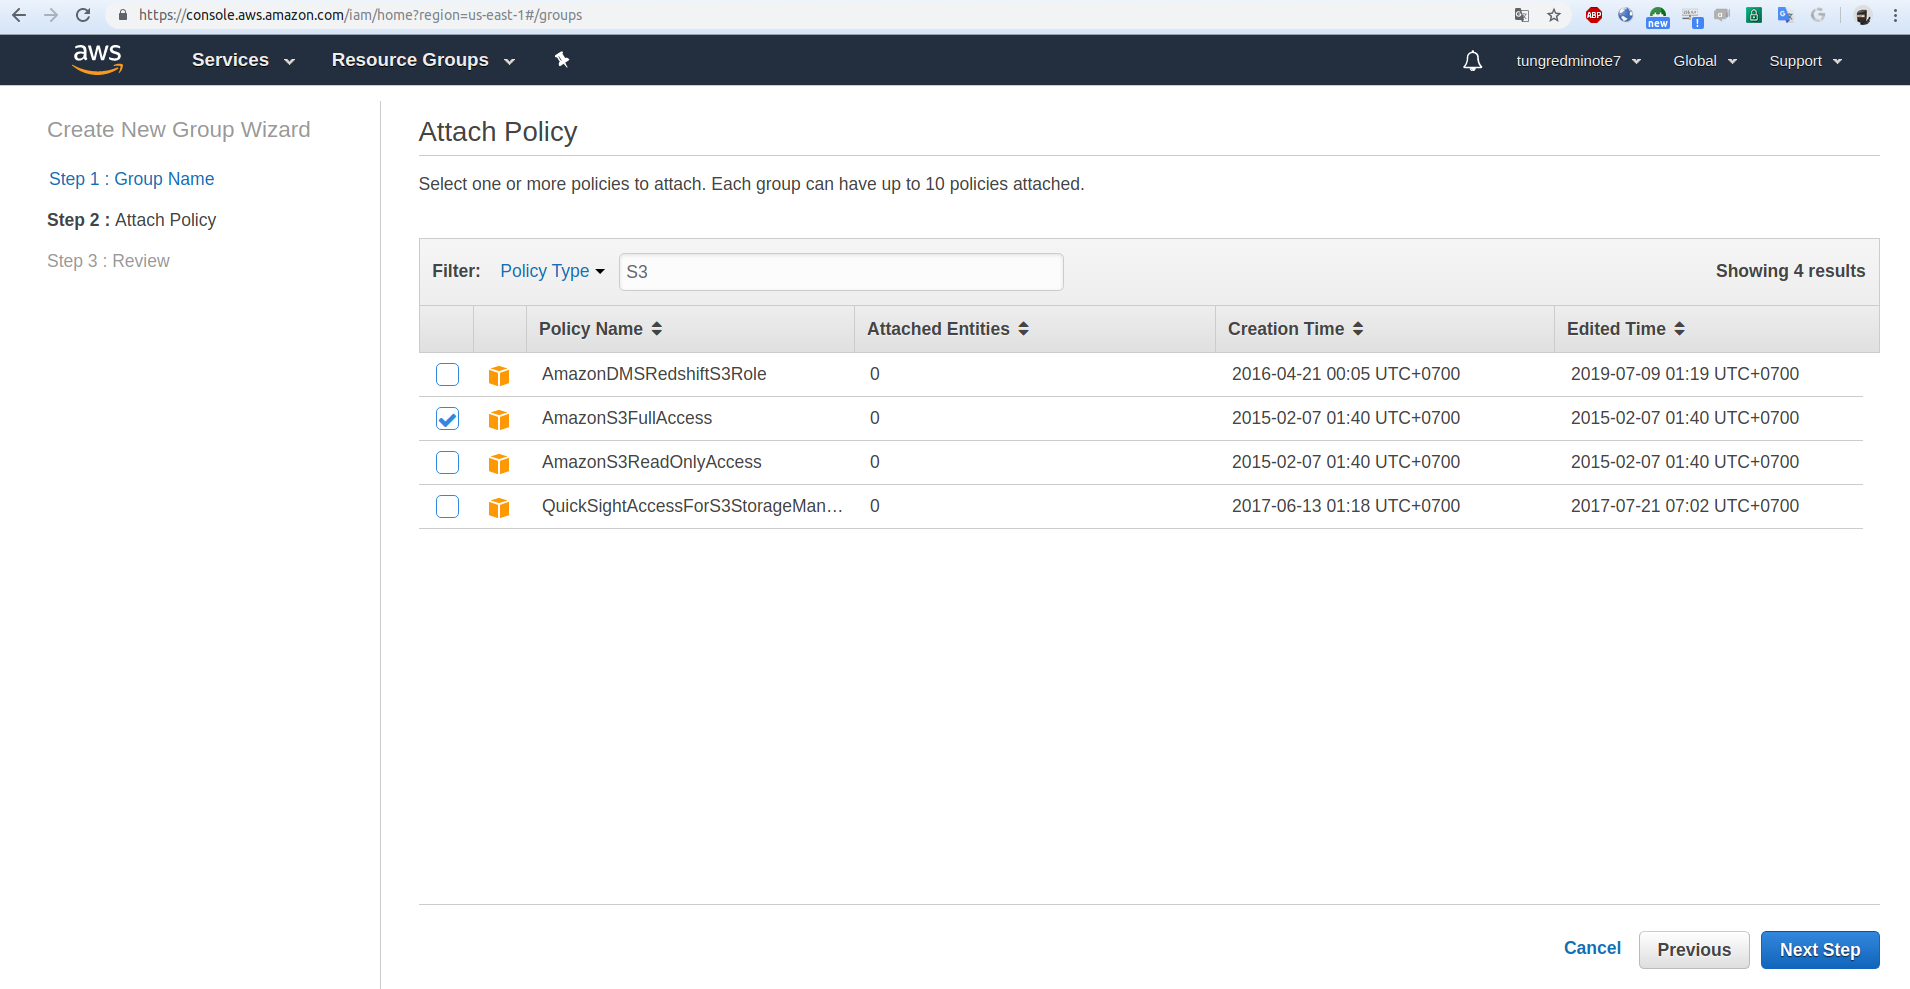 https://console.aws.amazon.com/iam/home?region=us-east-1#/groups
ABP
new
aws
Services
Resource Groups
tungredminote7
Global
Support
Create New Group Wizard
Step 1 : Group Name
Step 2 : Attach Policy
Step 3 : Review
Attach Policy
Select one or more policies to attach. Each group can have up to 10 policies attached.
Filter: Policy Type S3 Showing 4 results
Policy Name Attached Entities Creation Time Edited Time
AmazonDMSRedshiftS3Role 0 2016-04-21 00:05 UTC+0700 2019-07-09 01:19 UTC+0700
AmazonS3FullAccess 0 2015-02-07 01:40 UTC+0700 2015-02-07 01:40 UTC+0700
AmazonS3ReadOnlyAccess 0 2015-02-07 01:40 UTC+0700 2015-02-07 01:40 UTC+0700
QuickSightAccessForS3StorageMan… 0 2017-06-13 01:18 UTC+0700 2017-07-21 07:02 UTC+0700
Cancel Previous Next Step